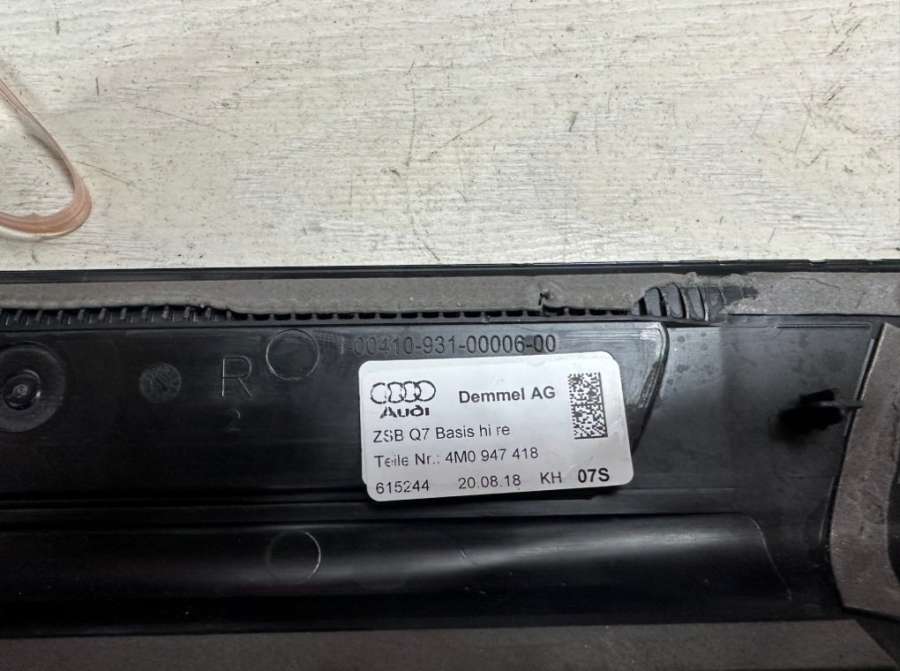 00410-931-00006-00
R
2
Audi
Demmel AG
ZSB Q7 Basis hi re
Teile Nr.: 4M0 947 418
615244 20.08.18 KH 07S